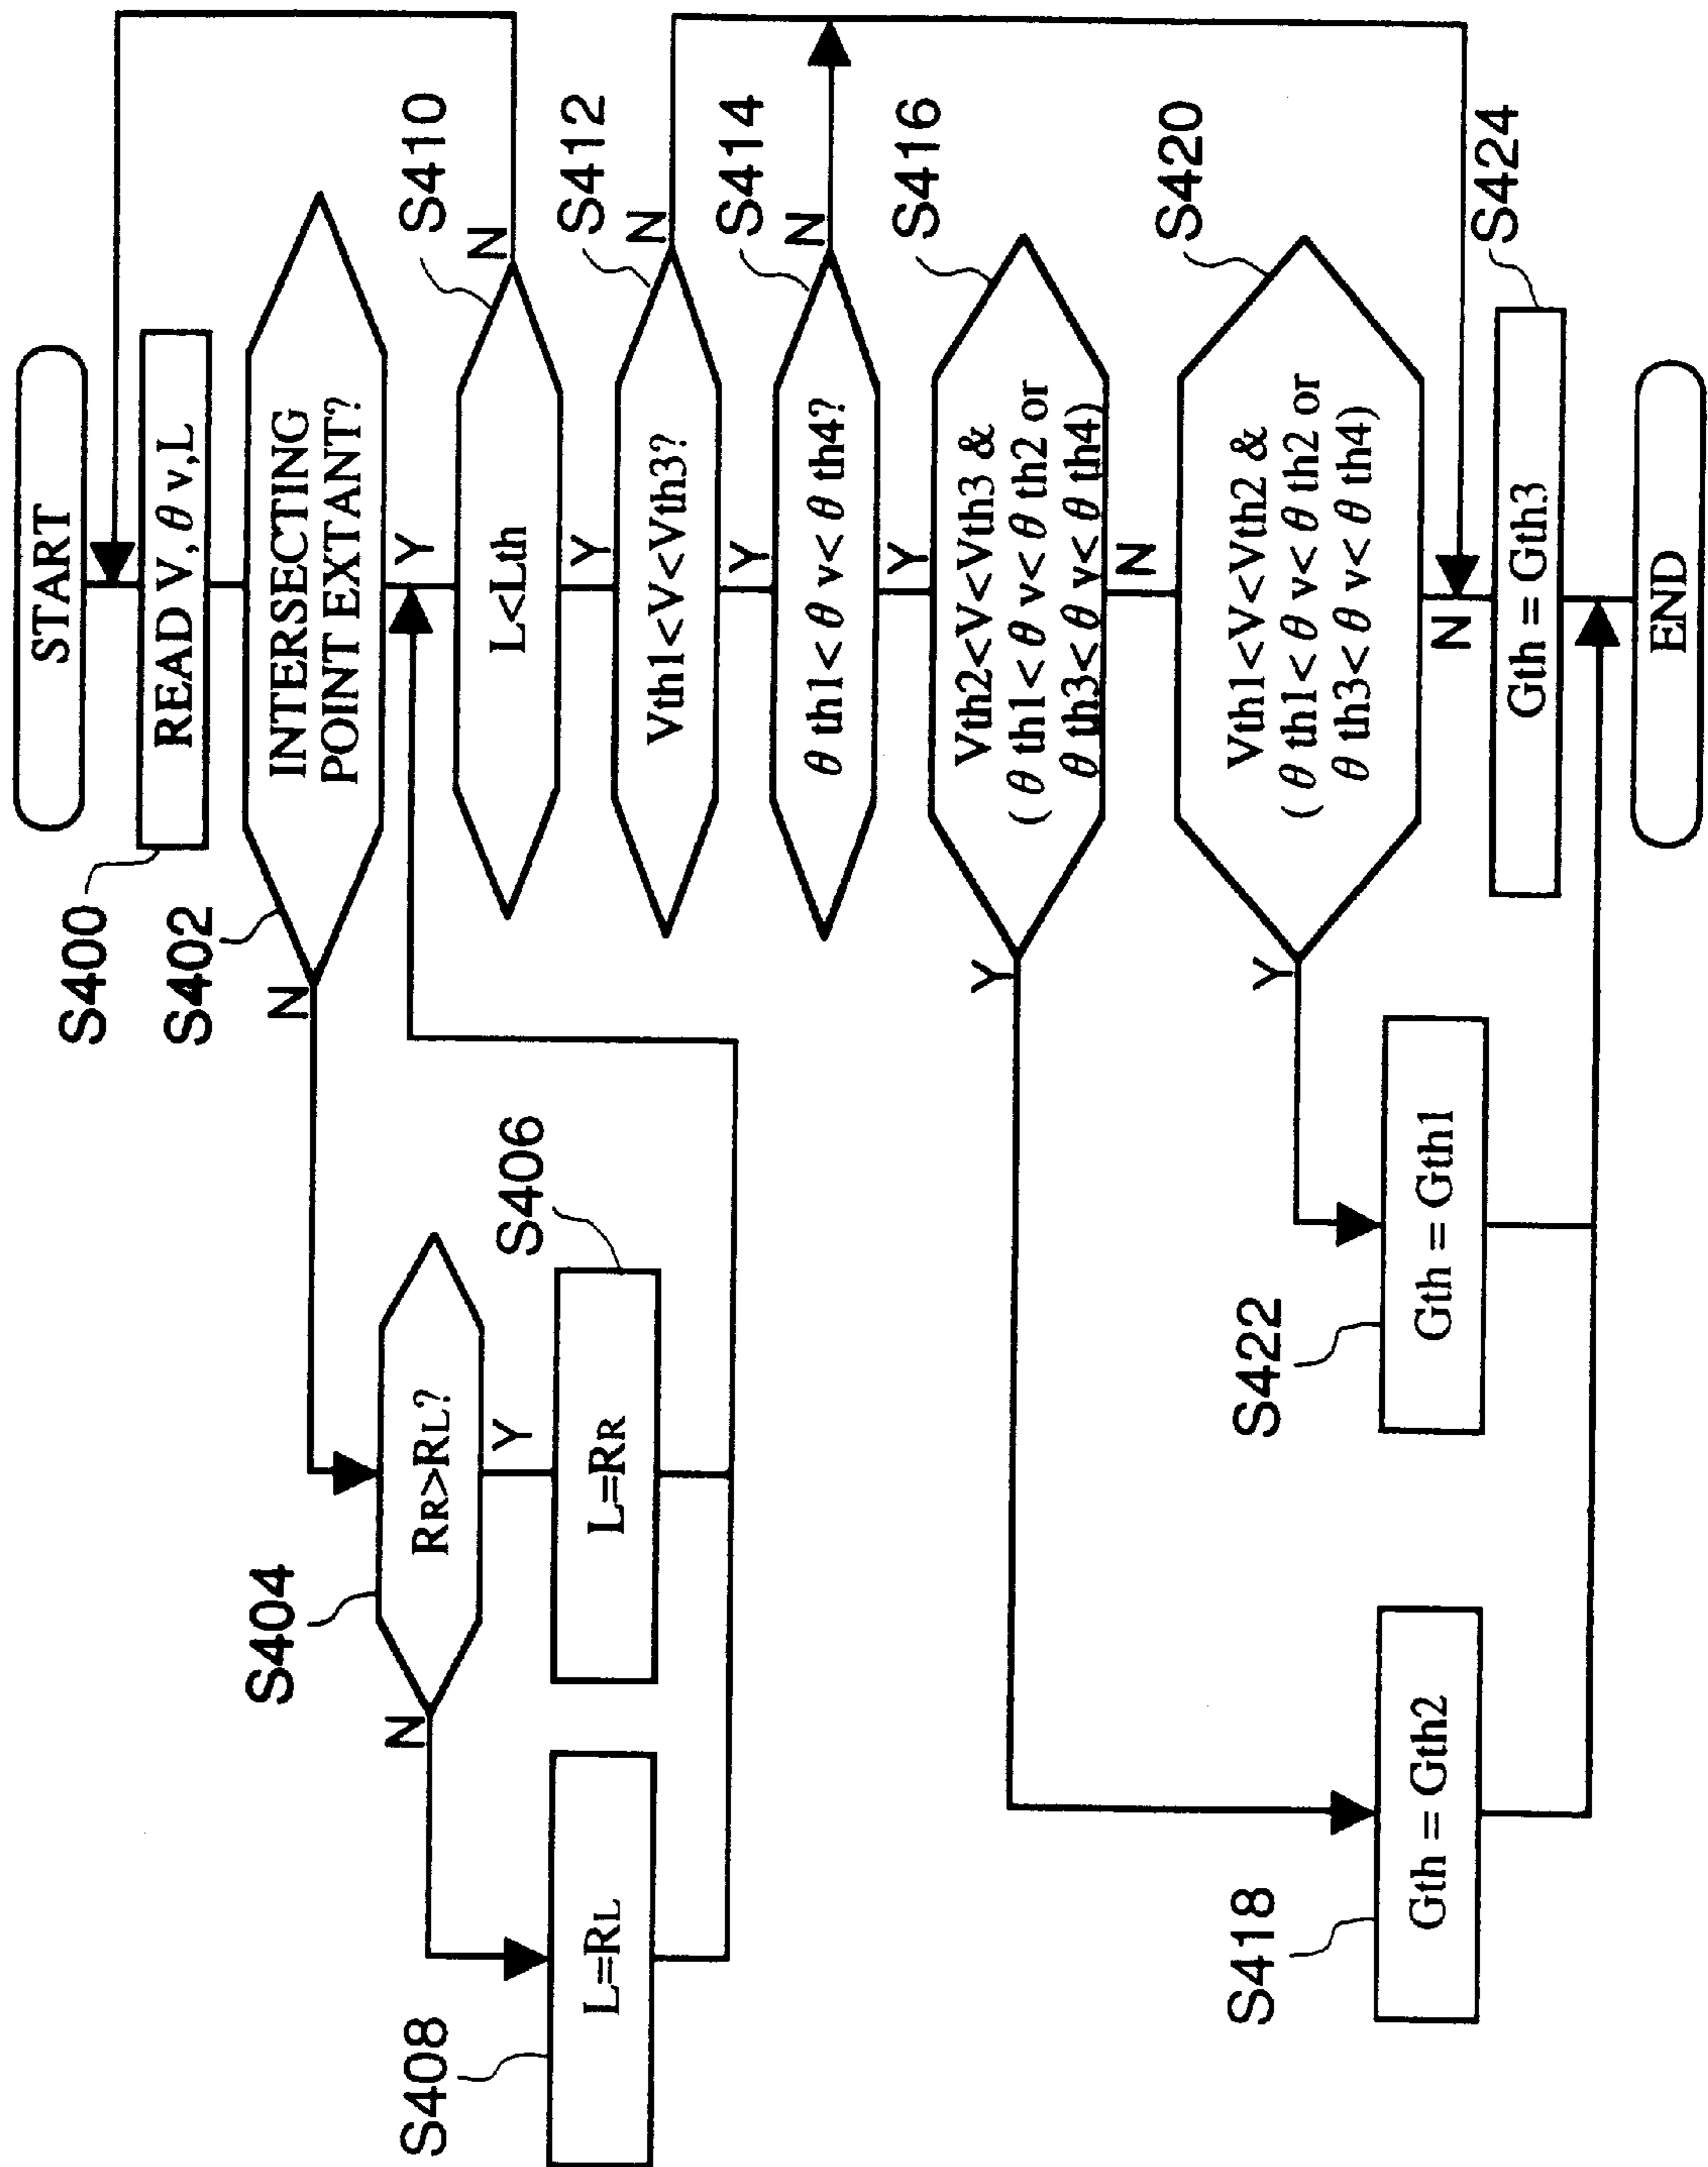 START
S400
READ V, θ v,L
S402
INTERSECTING
POINT EXTANT?
N
Y
S404
RR>RL?
N
Y
S406
L=RR
S408
L=RL
S410
L<Lth
N
Y
S412
Vth1<V<Vth3?
N
Y
S414
θ th1< θ v< θ th4?
N
Y
S416
Vth2<V<Vth3 &
( θ th1< θ v< θ th2 or
θ th3< θ v< θ th4)
Y
N
S418
Gth = Gth2
S420
Vth1<V<Vth2 &
( θ th1< θ v< θ th2 or
θ th3< θ v< θ th4)
Y
N
S422
Gth = Gth1
S424
Gth = Gth3
END